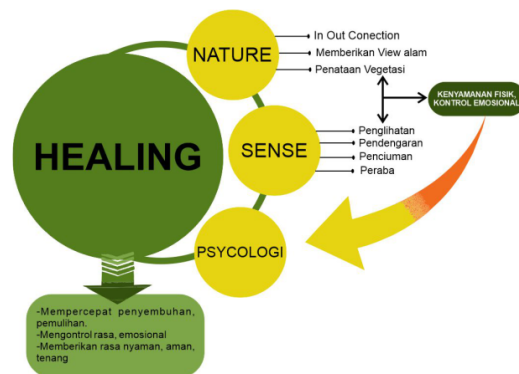 NATURE
In Out Conection
Memberikan View alam
Penataan Vegetasi
KENYAMANAN FISIK,
KONTROL EMOSIONAL
HEALING
SENSE
Penglihatan
Pendengaran
Penciuman
Peraba
PSYCOLOGI
-Mempercepat penyembuhan,
pemulihan.
-Mengontrol rasa, emosional
-Memberikan rasa nyaman, aman,
tenang